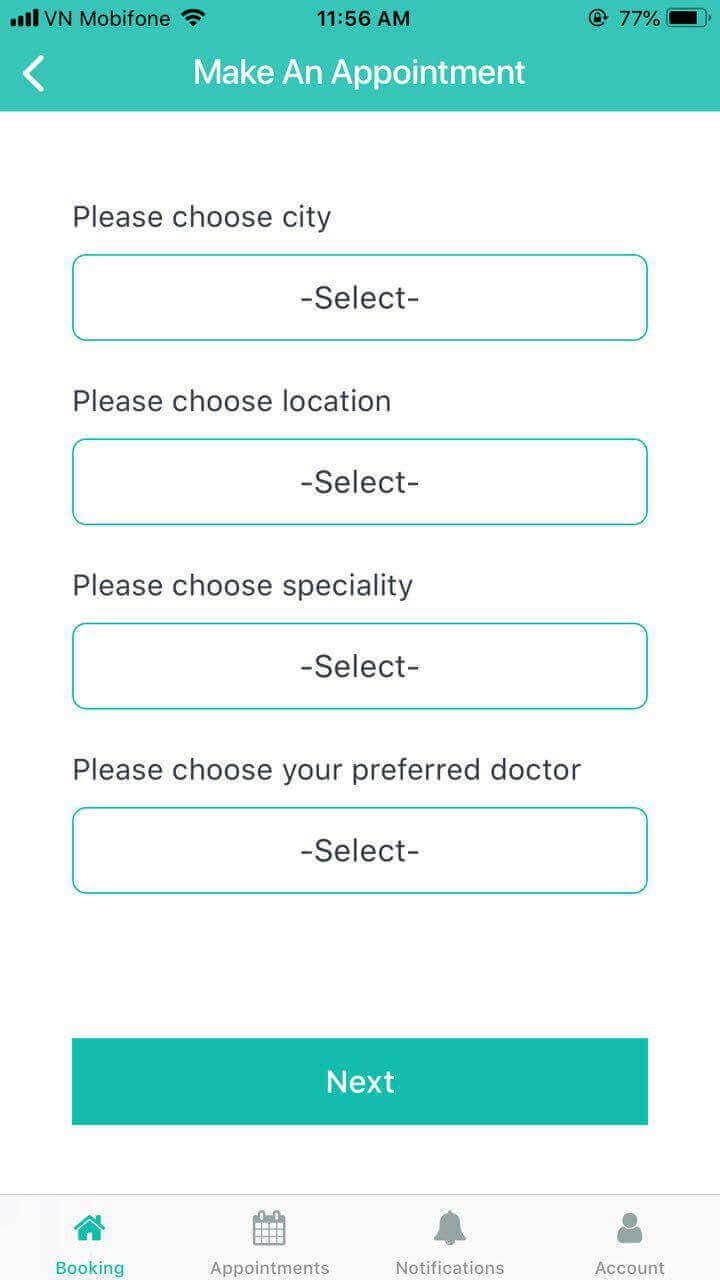 VN Mobifone 11:56 AM 77%
Make An Appointment
Please choose city
-Select-
Please choose location
-Select-
Please choose speciality
-Select-
Please choose your preferred doctor
-Select-
Next
Booking Appointments Notifications Account